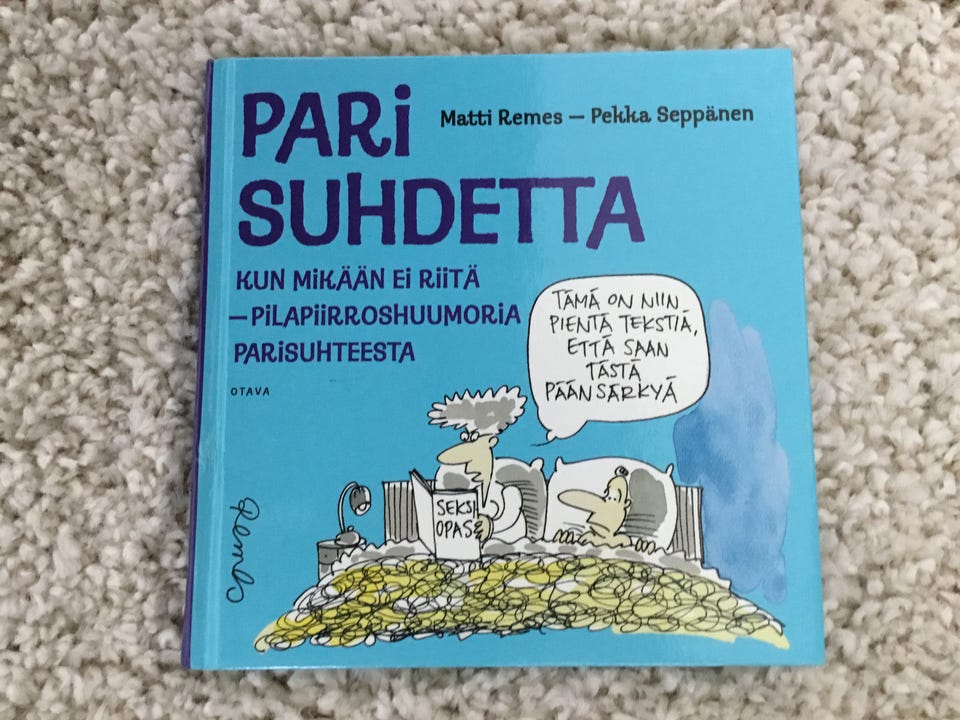 PARi
SUHDETTA
Matti Remes – Pekka Seppänen
KUN MiKÄÄN Ei RiiTÄ
–PiLAPiiRROSHUUMORiA
PARiSUHTEESTA
OTAVA
TÄMÄ ON NIIN
PIENTÄ TEKSTIÄ,
ETTÄ SAAN
TÄSTÄ
PÄÄNSÄRKYÄ
SEKSI
OPAS
Remes